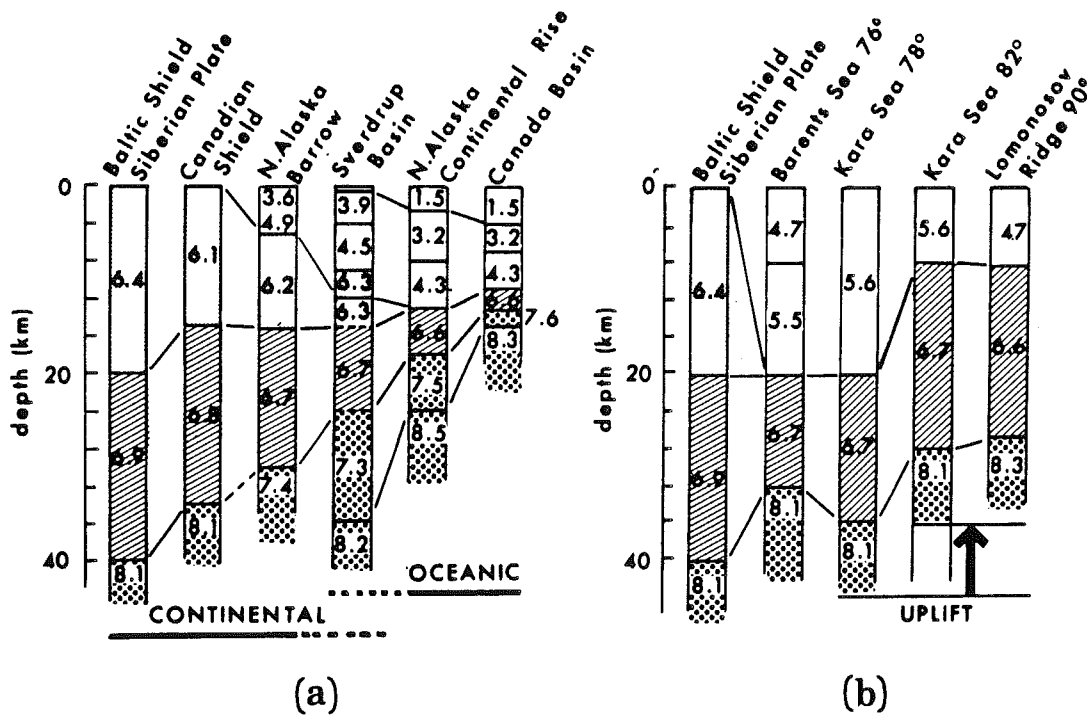 Baltic Shield
Siberian Plate
Canadian
Shield
N.Alaska
Barrow
Sverdrup
Basin
N.Alaska
Continental Rise
Canada Basin
0
20
40
depth (km)
6.4
6.9
8.1
6.1
6.8
8.1
3.6
4.9
6.2
6.7
7.4
3.9
4.5
6.3
6.3
6.7
7.3
8.2
1.5
3.2
4.3
6.6
7.5
8.5
1.5
3.2
4.3
6.6
7.6
8.3
OCEANIC
CONTINENTAL
(a)
Baltic Shield
Siberian Plate
Barents Sea 76°
Kara Sea 78°
Kara Sea 82°
Lomonosov
Ridge 90°
0
20
40
depth (km)
6.4
6.9
8.1
4.7
5.5
6.7
8.1
5.6
6.7
8.1
5.6
6.7
8.1
4.7
6.6
8.3
UPLIFT
(b)